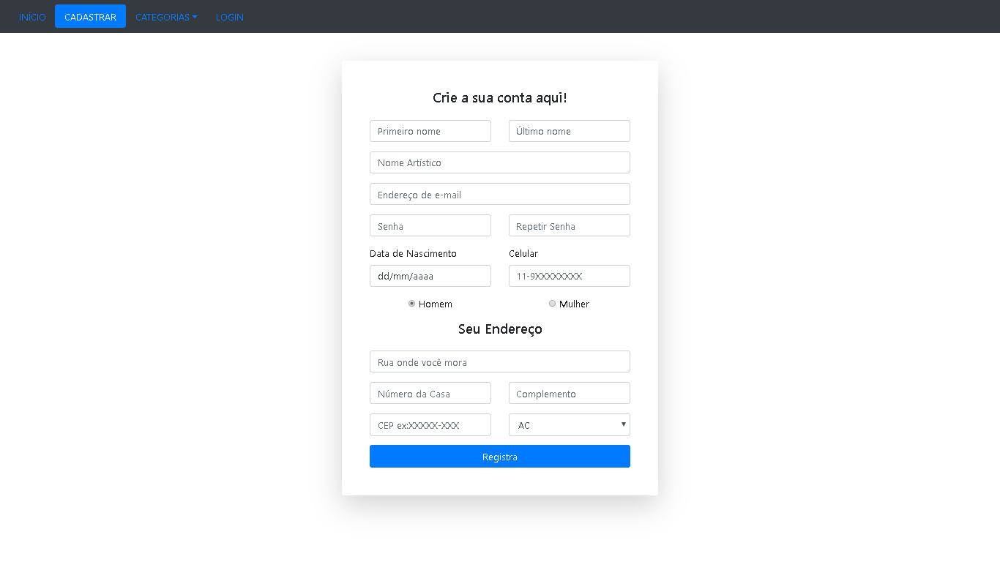 INÍCIO CADASTRAR CATEGORIAS LOGIN
Crie a sua conta aqui!
Primeiro nome Último nome
Nome Artístico
Endereço de e-mail
Senha Repetir Senha
Data de Nascimento Celular
dd/mm/aaaa 11-9XXXXXXXX
Homem Mulher
Seu Endereço
Rua onde você mora
Número da Casa Complemento
CEP ex:XXXXX-XXX AC
Registra